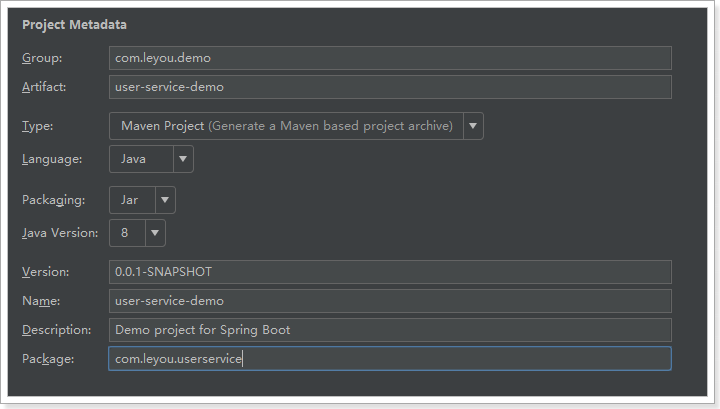 Project Metadata
Group: com.leyou.demo
Artifact: user-service-demo
Type: Maven Project (Generate a Maven based project archive)
Language: Java
Packaging: Jar
Java Version: 8
Version: 0.0.1-SNAPSHOT
Name: user-service-demo
Description: Demo project for Spring Boot
Package: com.leyou.userservice